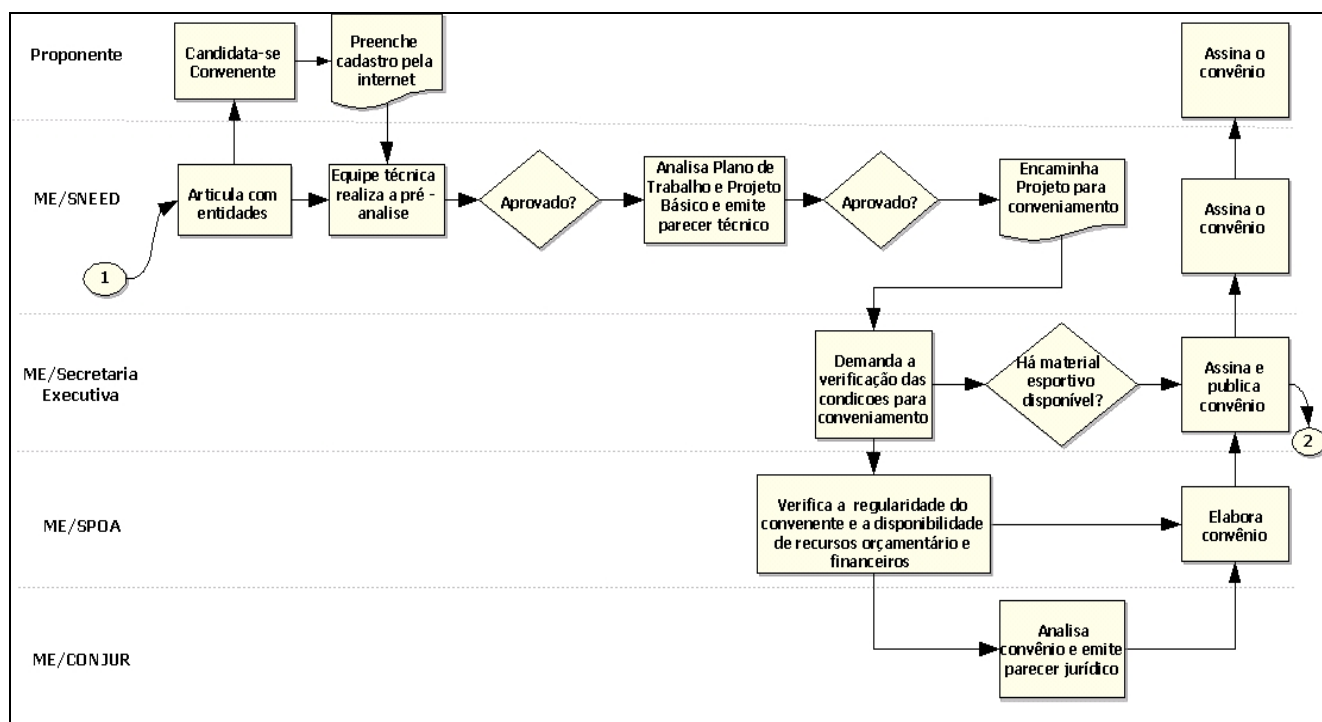 Proponente
Candidata-se
Convenente
Preenche
cadastro pela
internet
Assina o
convênio
ME/SNEED
Articula com
entidades
Equipe técnica
realiza a pré -
analise
Aprovado?
Analisa Plano de
Trabalho e Projeto
Básico e emite
parecer técnico
Aprovado?
Encaminha
Projeto para
conveniamento
Assina o
convênio
1
ME/Secretaria
Executiva
Demanda a
verificação das
condicoes para
conveniamento
Há material
esportivo
disponível?
Assina e
publica
convênio
2
ME/SPOA
Verifica a regularidade do
convenente e a disponibilidade
de recursos orçamentário e
financeiros
Elabora
convênio
ME/CONJUR
Analisa
convênio e emite
parecer jurídico